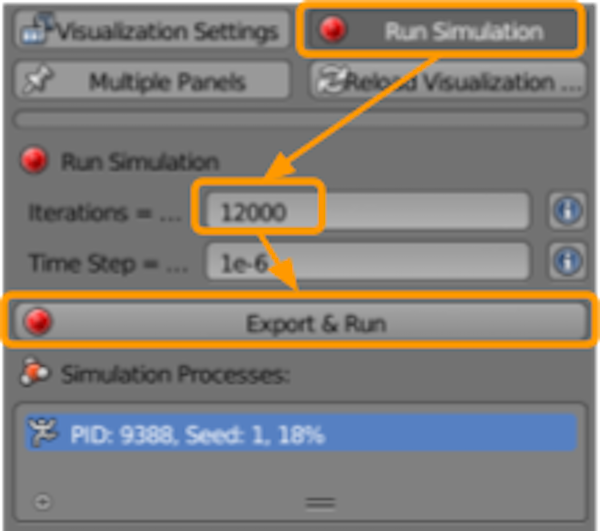 Visualization Settings
Run Simulation
Multiple Panels
Reload Visualization ...
Run Simulation
Iterations = ...
12000
Time Step = ...
1e-6
Export & Run
Simulation Processes:
PID: 9388, Seed: 1, 18%